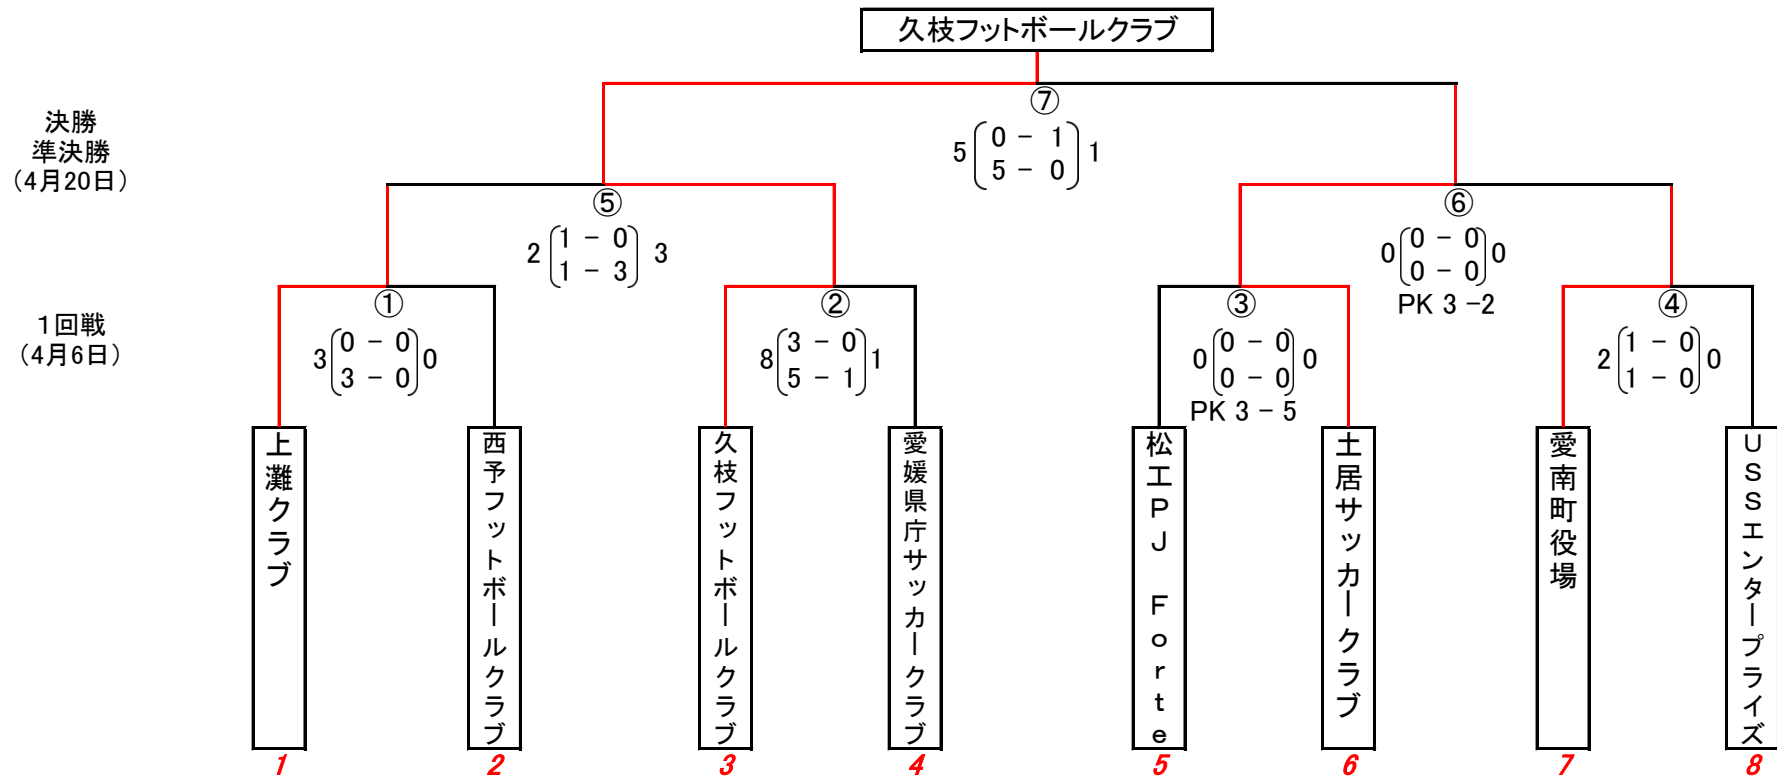 久枝フットボールクラブ
⑦
決勝
準決勝
（4月20日）
5 0 － 1 1
5 － 0
⑤
2 1 － 0 3
1 － 3
⑥
0 0 － 0 0
0 － 0
PK 3 －2
1回戦
（4月6日）
①
3 0 － 0 0
3 － 0
②
8 3 － 0 1
5 － 1
③
0 0 － 0 0
0 － 0
PK 3 － 5
④
2 1 － 0 0
1 － 0
上灘クラブ
西予フットボールクラブ
久枝フットボールクラブ
愛媛県庁サッカークラブ
松工PJ Forte
土居サッカークラブ
愛南町役場
USSエンタープライズ
1
2
3
4
5
6
7
8